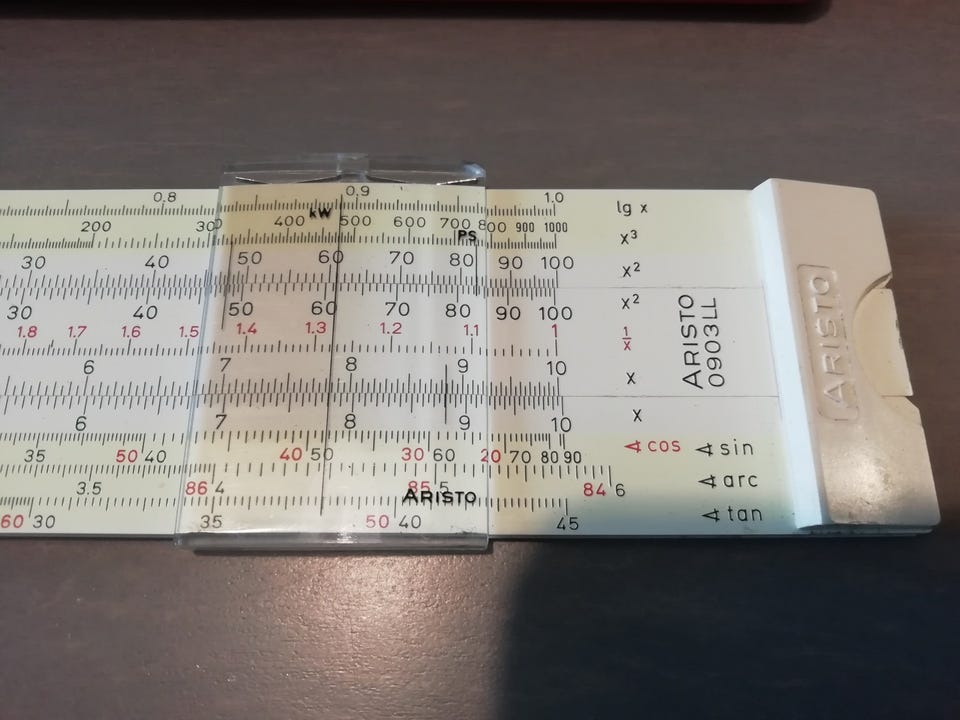 0.8 0.9 1.0 lg x
kW
200 300 400 500 600 700 800 900 1000 x³
PS
30 40 50 60 70 80 90 100 x²
30 40 50 60 70 80 90 100 x²
1.8 1.7 1.6 1.5 1.4 1.3 1.2 1.1 1 1/x
6 7 8 9 10 x
6 7 8 9 10 x
35 50 40 40 50 30 60 20 70 80 90 ∢ cos ∢ sin
3.5 86 4 85 5 84 6 ∢ arc
ARISTO
60 30 35 50 40 45 ∢ tan
ARISTO
0903LL
ARISTO